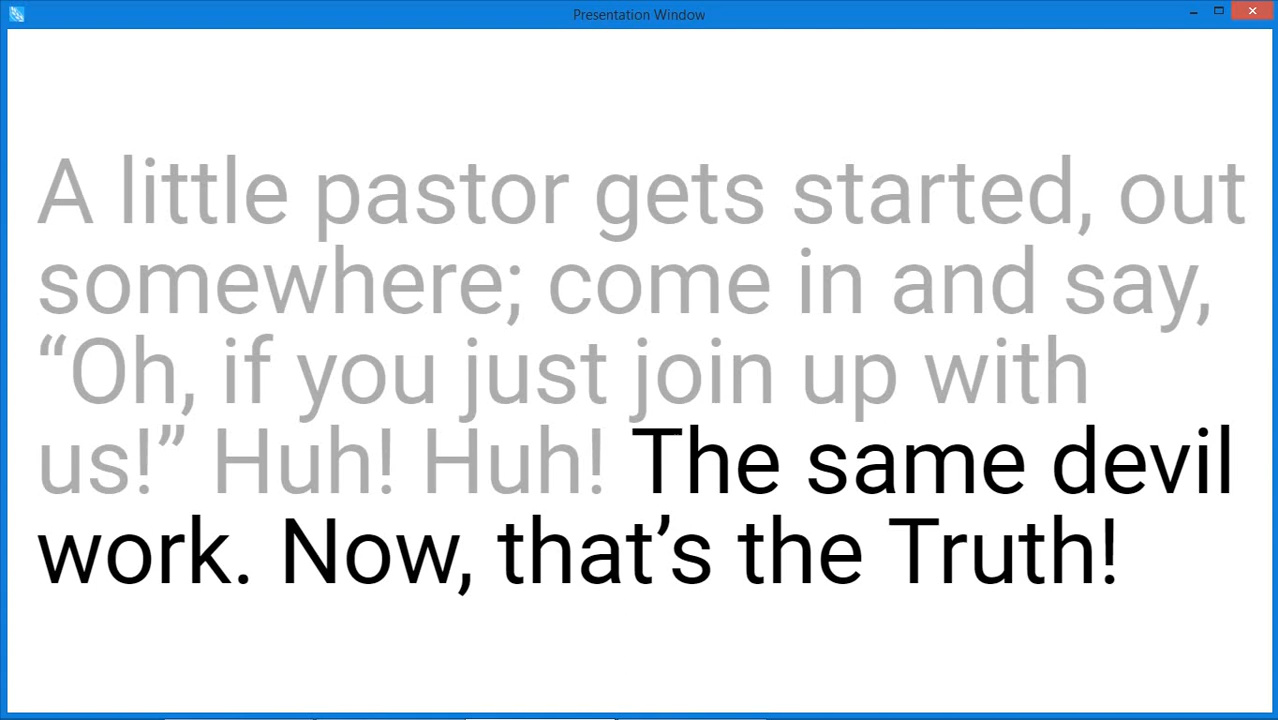 Presentation Window
A little pastor gets started, out
somewhere; come in and say,
“Oh, if you just join up with
us!” Huh! Huh! The same devil
work. Now, that’s the Truth!